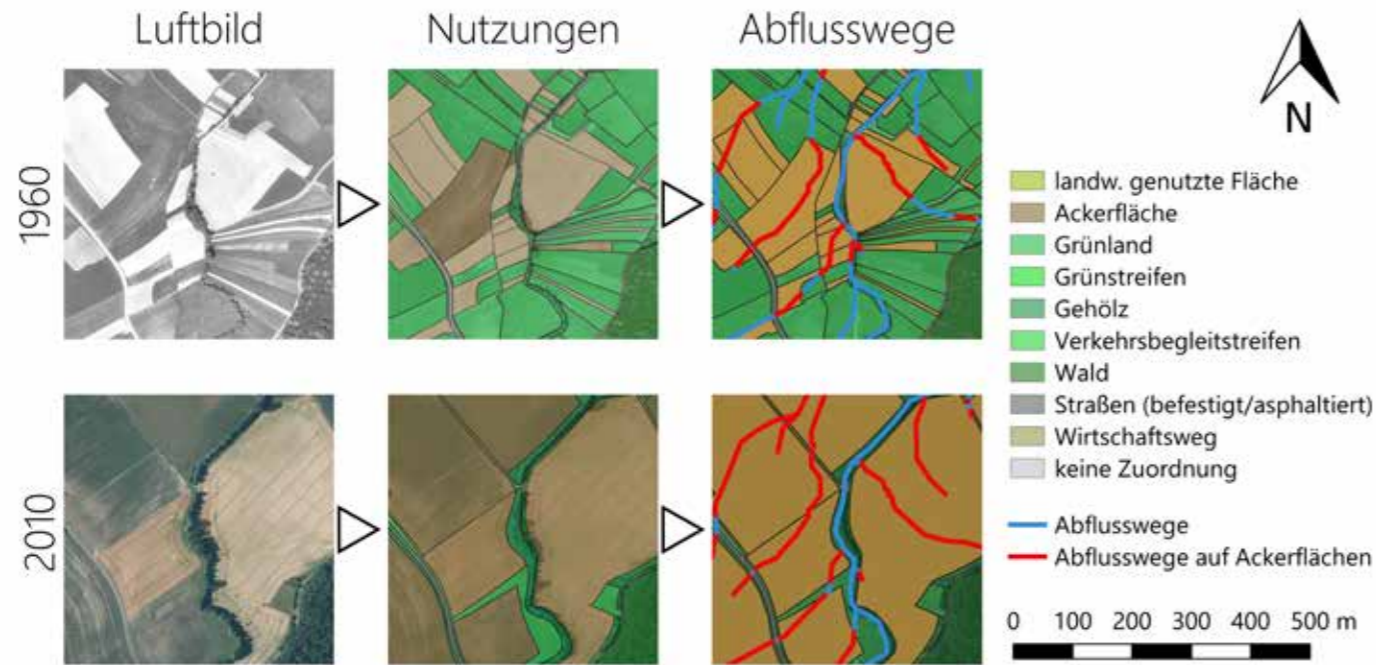 Luftbild
Nutzungen
Abflusswege
N
1960
2010
landw. genutzte Fläche
Ackerfläche
Grünland
Grünstreifen
Gehölz
Verkehrsbegleitstreifen
Wald
Straßen (befestigt/asphaltiert)
Wirtschaftsweg
keine Zuordnung
Abflusswege
Abflusswege auf Ackerflächen
0 100 200 300 400 500 m